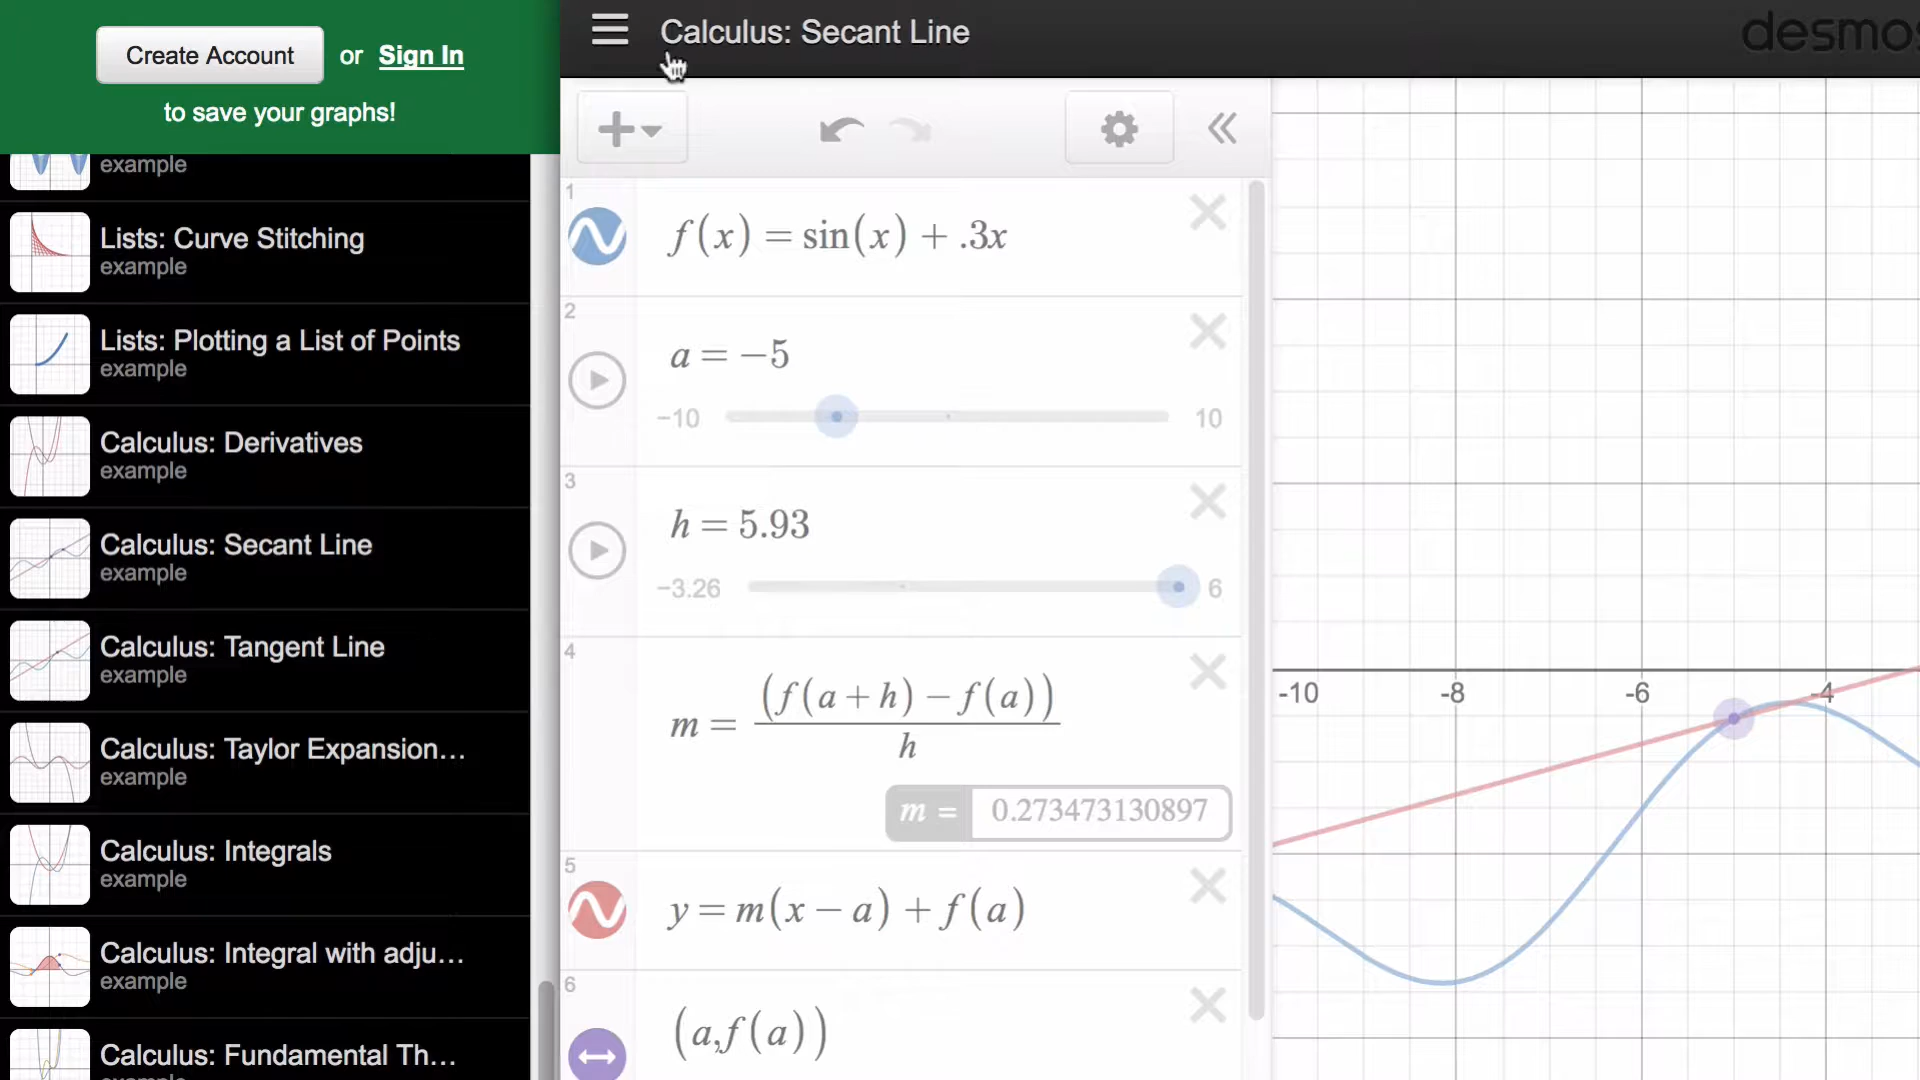 Create Account or Sign In
to save your graphs!
example
Lists: Curve Stitching
example
Lists: Plotting a List of Points
example
Calculus: Derivatives
example
Calculus: Secant Line
example
Calculus: Tangent Line
example
Calculus: Taylor Expansion...
example
Calculus: Integrals
example
Calculus: Integral with adju...
example
Calculus: Fundamental Th...
Calculus: Secant Line
desmos
1
f(x) = sin(x) + .3x
2
a = −5
−10 10
3
h = 5.93
−3.26 6
4
m = (f(a + h) − f(a)) / h
m = 0.273473130897
5
y = m(x − a) + f(a)
6
(a,f(a))
-10 -8 -6 -4